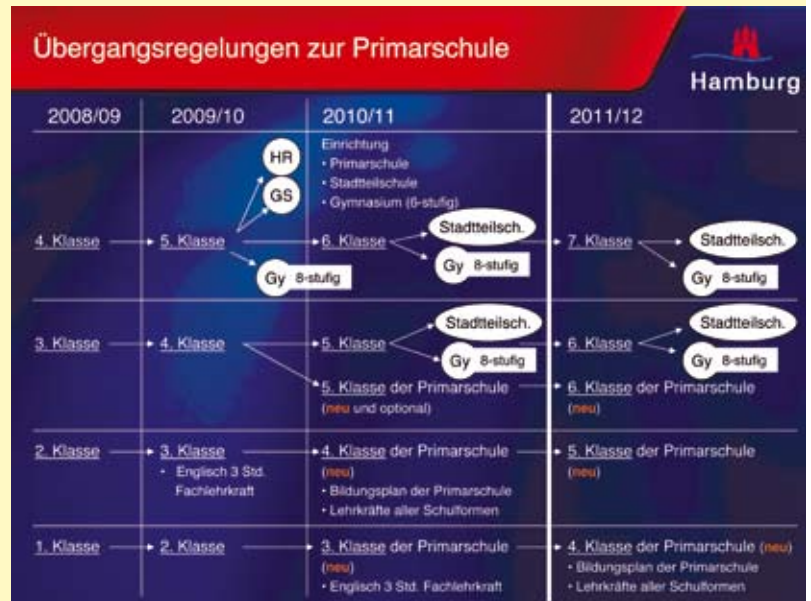 Übergangsregelungen zur Primarschule
Hamburg
2008/09 2009/10 2010/11 2011/12
HR
GS
Einrichtung
• Primarschule
• Stadtteilschule
• Gymnasium (6-stufig)
4. Klasse 5. Klasse 6. Klasse 7. Klasse
Gy 8-stufig
Stadtteilsch.
Gy 8-stufig
Stadtteilsch.
Gy 8-stufig
3. Klasse 4. Klasse 5. Klasse 6. Klasse
Stadtteilsch.
Gy 8-stufig
Stadtteilsch.
Gy 8-stufig
5. Klasse der Primarschule
(neu und optional)
6. Klasse der Primarschule
(neu)
2. Klasse 3. Klasse
• Englisch 3 Std.
Fachlehrkraft
4. Klasse der Primarschule
(neu)
• Bildungsplan der Primarschule
• Lehrkräfte aller Schulformen
5. Klasse der Primarschule
(neu)
1. Klasse 2. Klasse
3. Klasse der Primarschule
(neu)
• Englisch 3 Std. Fachlehrkraft
4. Klasse der Primarschule (neu)
• Bildungsplan der Primarschule
• Lehrkräfte aller Schulformen